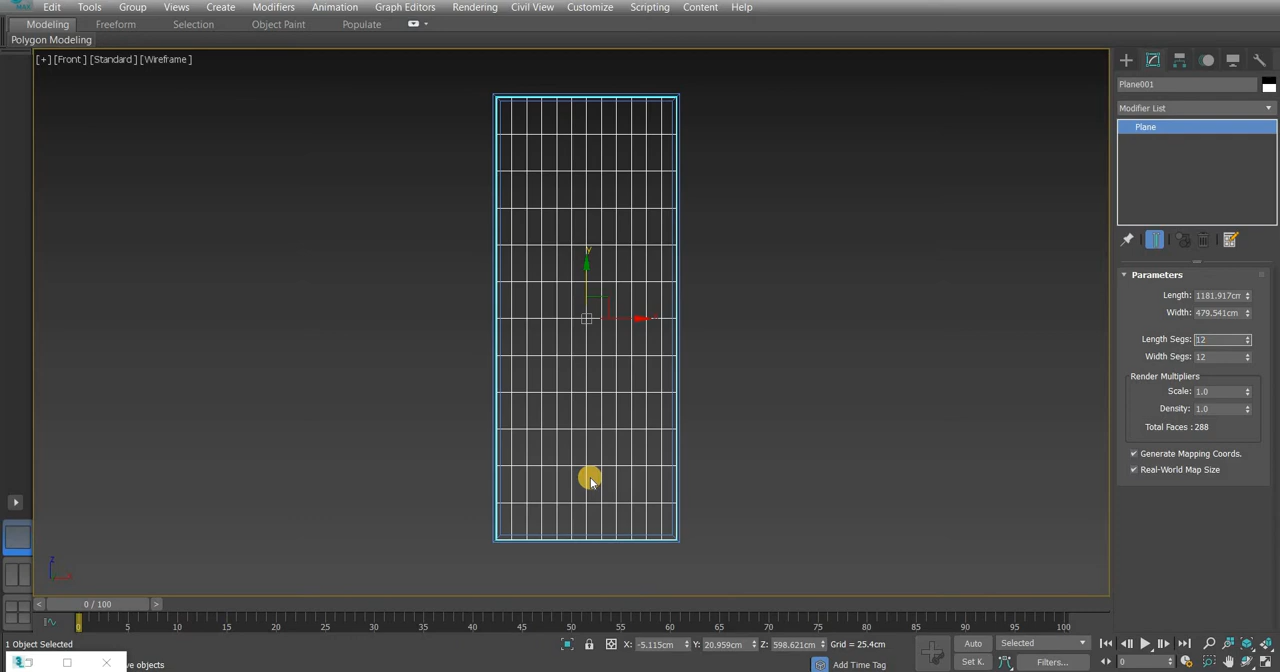 Edit Tools Group Views Create Modifiers Animation Graph Editors Rendering Civil View Customize Scripting Content Help
Modeling Freeform Selection Object Paint Populate
Polygon Modeling
[+] [Front ] [Standard ] [Wireframe ]
Plane001
Modifier List
Plane
y
Parameters
Length: 1181.917cm
Width: 479.541cm
Length Segs: 12
Width Segs: 12
Render Multipliers
Scale: 1.0
Density: 1.0
Total Faces : 288
Generate Mapping Coords.
Real-World Map Size
z
< 0 / 100 >
0 5 10 15 20 25 30 35 40 45 50 55 60 65 70 75 80 85 90 95 100
1 Object Selected
X: -5.115cm Y: 20.959cm Z: 598.621cm Grid = 25.4cm
Auto Selected
objects
Add Time Tag
Set K. Filters... 0